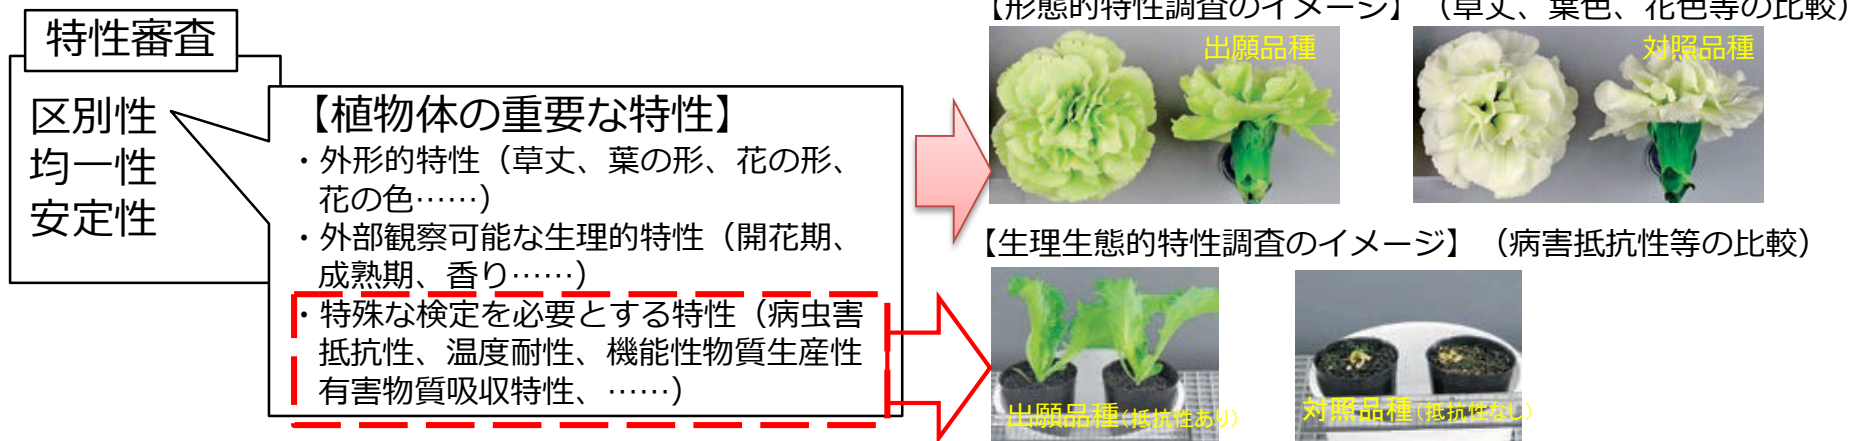 特性審査
区別性
均一性
安定性
【植物体の重要な特性】
・外形的特性（草丈、葉の形、花の形、
花の色……）
・外部観察可能な生理的特性（開花期、
成熟期、香り……）
・特殊な検定を必要とする特性（病虫害
抵抗性、温度耐性、機能性物質生産性
有害物質吸収特性、……）
【形態的特性調査のイメージ】（草丈、葉色、花色等の比較）
出願品種
対照品種
【生理生態的特性調査のイメージ】（病害抵抗性等の比較）
出願品種（抵抗性あり）
対照品種（抵抗性なし）